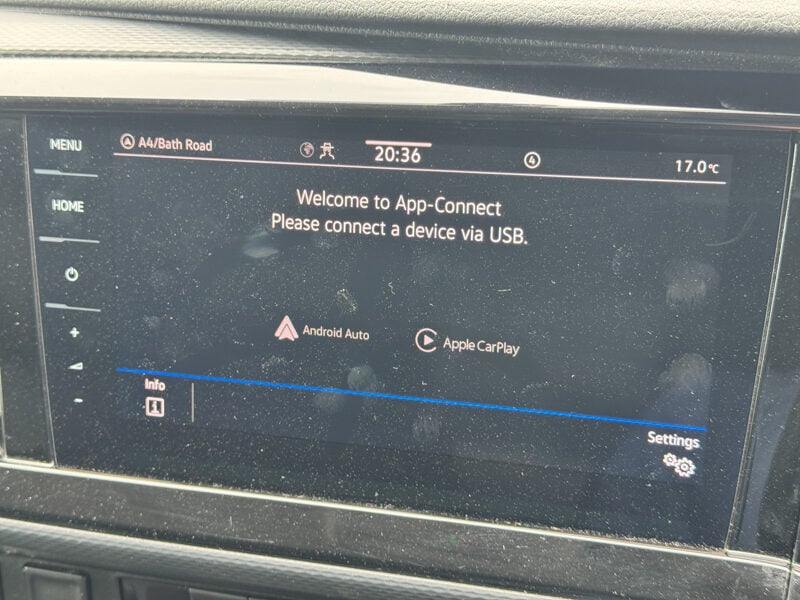 MENU
A4/Bath Road
20:36
4
17.0°C
HOME
Welcome to App-Connect
Please connect a device via USB.
+
Android Auto
Apple CarPlay
-
Info
i
Settings